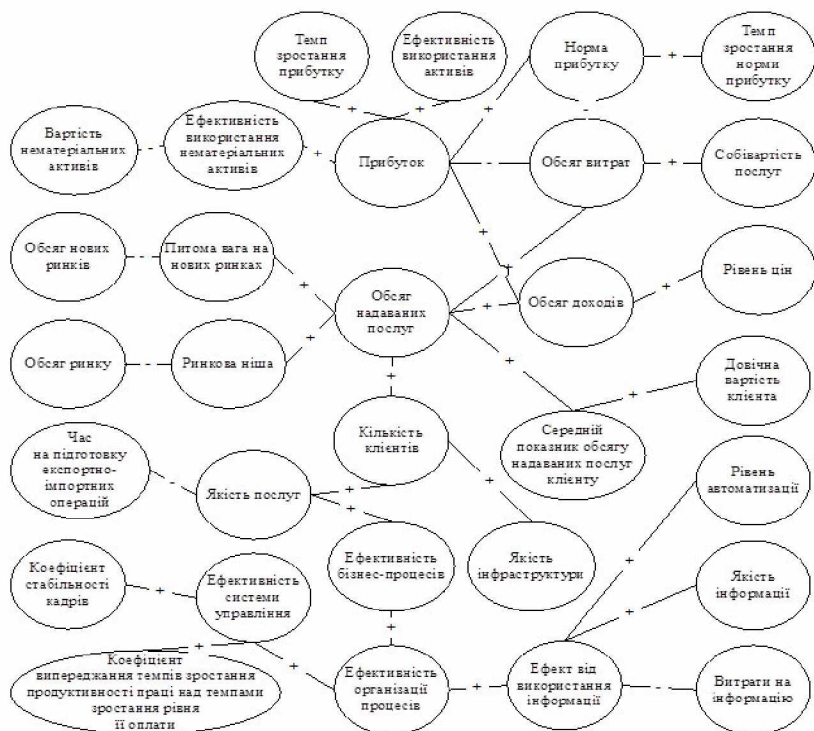 Темп
зростання
прибутку
Ефективність
використання
активів
Норма
прибутку
Темп
зростання
норми
прибутку
Вартість
нематеріальних
активів
Ефективність
використання
нематеріальних
активів
Прибуток
Обсяг витрат
Собівартість
послуг
Обсяг нових
ринків
Питома вага на
нових ринках
Обсяг
надаваних
послуг
Обсяг доходів
Рівень цін
Обсяг ринку
Ринкова ніша
Довічна
вартість
клієнта
Час
на підготовку
експортно-
імпортних
операцій
Якість послуг
Кількість
клієнтів
Середній
показник обсягу
надаваних послуг
клієнту
Рівень
автоматизації
Коефіцієнт
стабільності
кадрів
Ефективність
системи
управління
Ефективність
бізнес-процесів
Якість
інфраструктури
Якість
інформації
Коефіцієнт
випереджання темпів зростання
продуктивності праці над темпами
зростання рівня
її оплати
Ефективність
організації
процесів
Ефект від
використання
інформації
Витрати на
інформацію